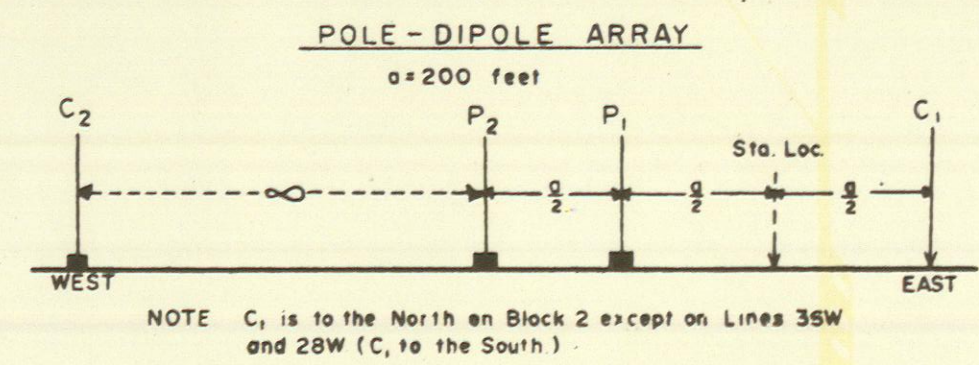 POLE-DIPOLE ARRAY
a=200 feet
C2 P2 P1 C1
Sta. Loc.
∞ a/2 a/2 a/2
WEST EAST
NOTE C1 is to the North on Block 2 except on Lines 36W
and 28W (C1 to the South.)